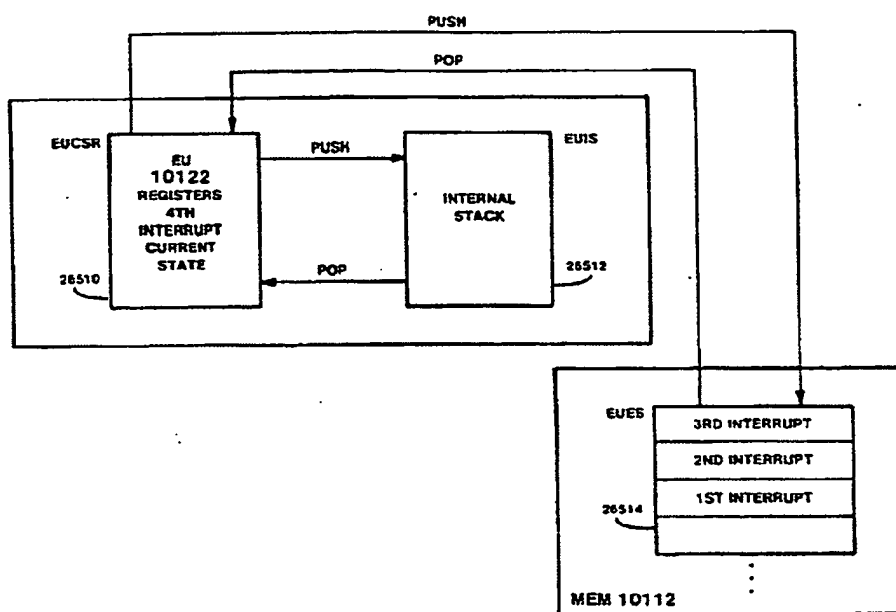 PUSH
POP
EUCSR
EU
10122
REGISTERS
4TH
INTERRUPT
CURRENT
STATE
26510
PUSH
POP
EUIS
INTERNAL
STACK
26512
EUES
3RD INTERRUPT
2ND INTERRUPT
1ST INTERRUPT
26514
MEM 10112